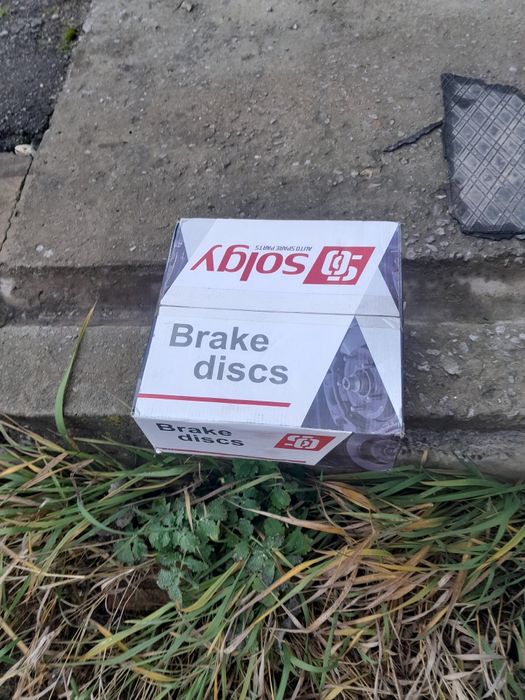 solgy
AUTO SPARE PARTS
Brake
discs
Brake
discs